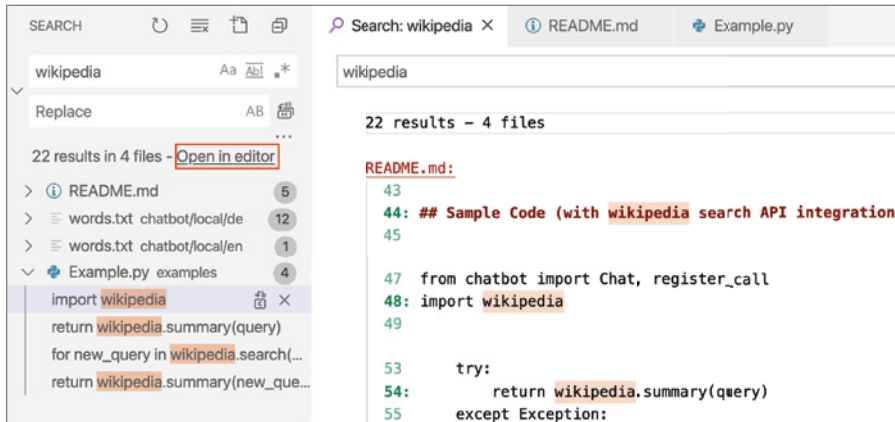 SEARCH
wikipedia
Aa Abl .*
Replace
AB
...
22 results in 4 files - Open in editor
README.md 5
words.txt chatbot/local/de 12
words.txt chatbot/local/en 1
Example.py examples 4
import wikipedia
return wikipedia.summary(query)
for new_query in wikipedia.search(...
return wikipedia.summary(new_que...
Search: wikipedia
README.md
Example.py
wikipedia
22 results - 4 files
README.md:
43
44: ## Sample Code (with wikipedia search API integration
45
47 from chatbot import Chat, register_call
48: import wikipedia
49
53 try:
54: return wikipedia.summary(query)
55 except Exception: